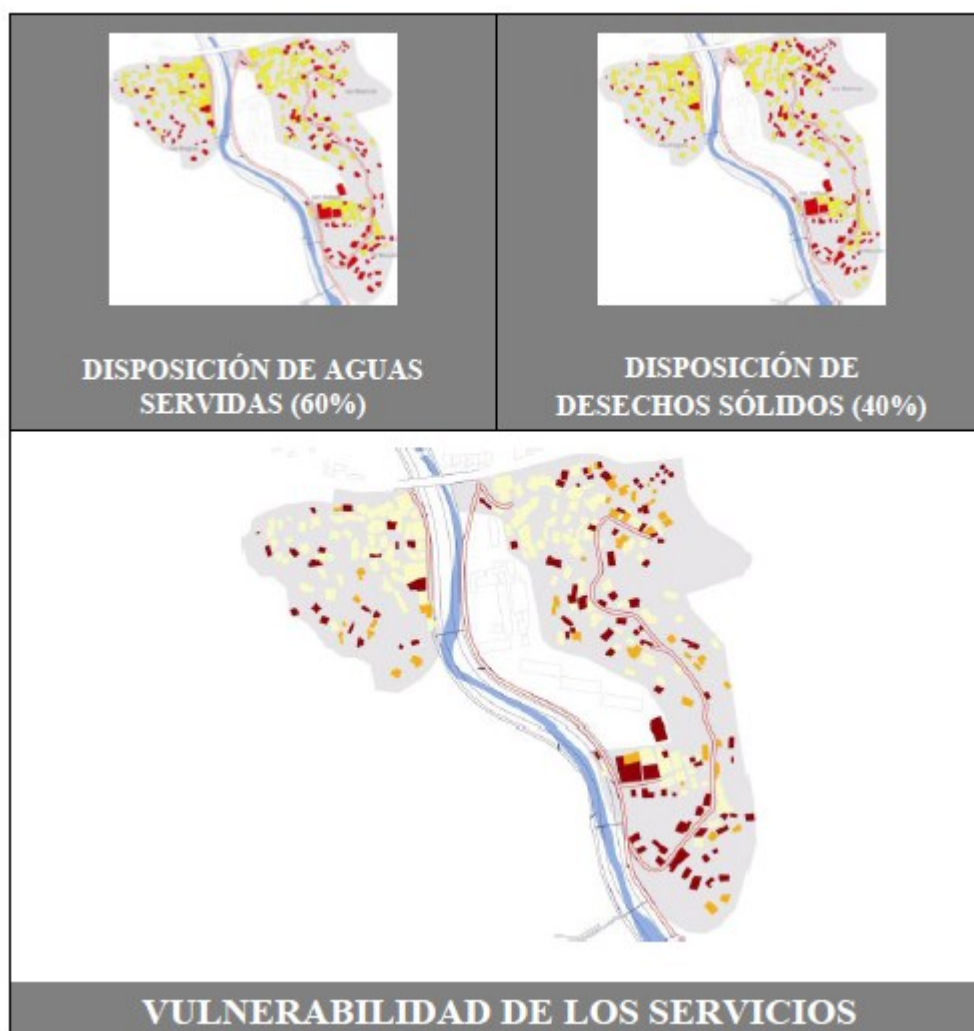 DISPOSICIÓN DE AGUAS
SERVIDAS (60%)
DISPOSICIÓN DE
DESECHOS SÓLIDOS (40%)
VULNERABILIDAD DE LOS SERVICIOS